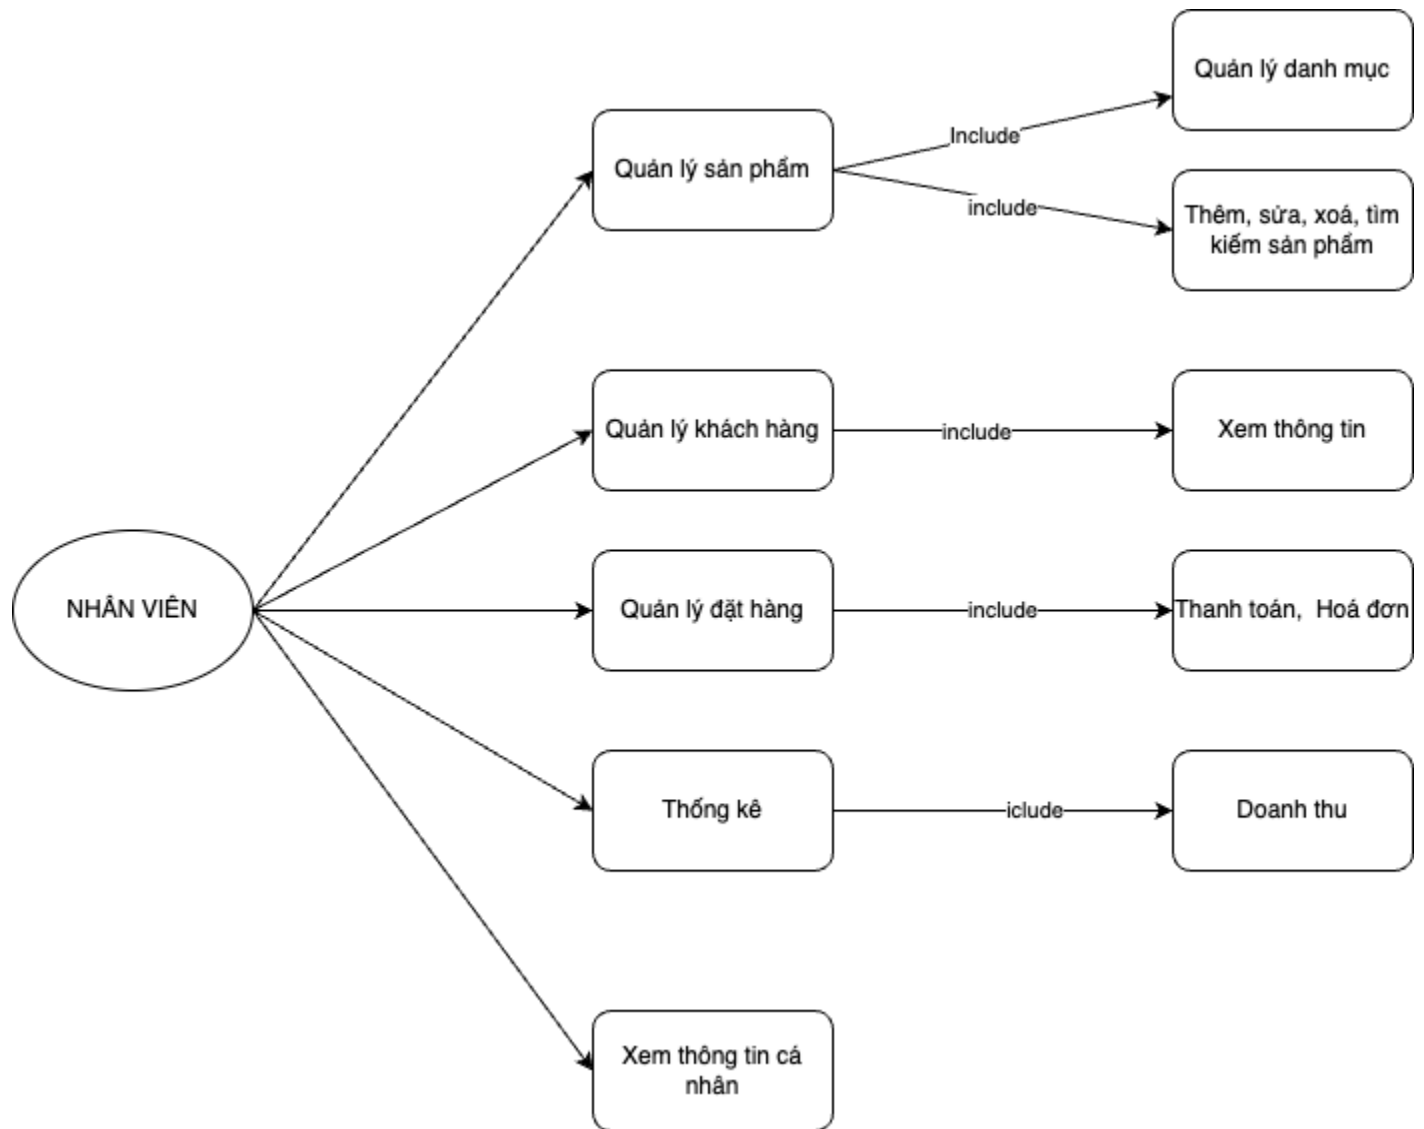 Quản lý danh mục
Include
Quản lý sản phẩm
include
Thêm, sửa, xoá, tìm
kiếm sản phẩm
Quản lý khách hàng
include
Xem thông tin
NHÂN VIÊN
Quản lý đặt hàng
include
Thanh toán, Hoá đơn
Thống kê
iclude
Doanh thu
Xem thông tin cá
nhân